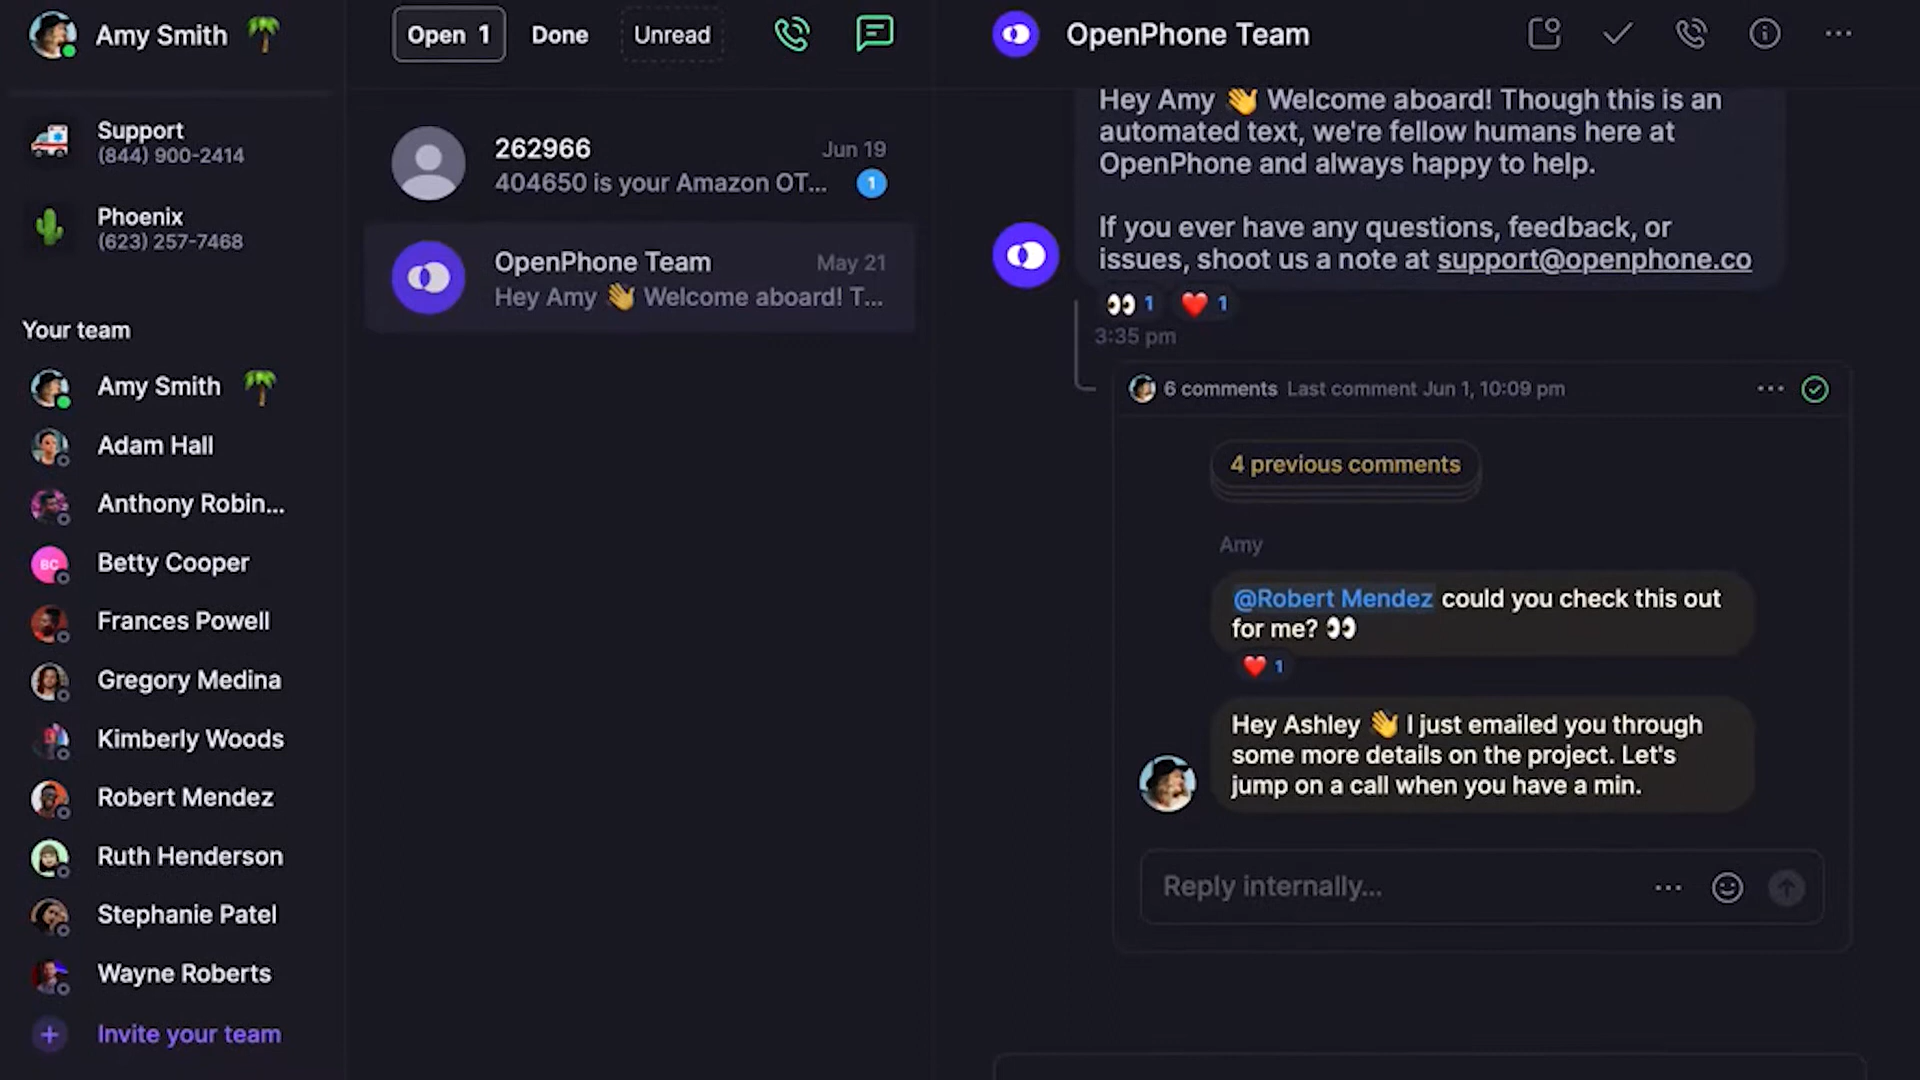 Amy Smith 🌴
Support
(844) 900-2414
Phoenix
(623) 257-7468
Your team
Amy Smith 🌴
Adam Hall
Anthony Robin...
BC
Betty Cooper
Frances Powell
Gregory Medina
Kimberly Woods
Robert Mendez
Ruth Henderson
Stephanie Patel
Wayne Roberts
+ Invite your team
Open 1 Done Unread
262966 Jun 19
404650 is your Amazon OT... 1
OpenPhone Team May 21
Hey Amy 👋 Welcome aboard! T...
OpenPhone Team
Hey Amy 👋 Welcome aboard! Though this is an
automated text, we're fellow humans here at
OpenPhone and always happy to help.
If you ever have any questions, feedback, or
issues, shoot us a note at support@openphone.co
👀 1 ❤️ 1
3:35 pm
6 comments Last comment Jun 1, 10:09 pm
4 previous comments
Amy
@Robert Mendez could you check this out
for me? 👀
❤️ 1
Hey Ashley 👋 I just emailed you through
some more details on the project. Let's
jump on a call when you have a min.
Reply internally...